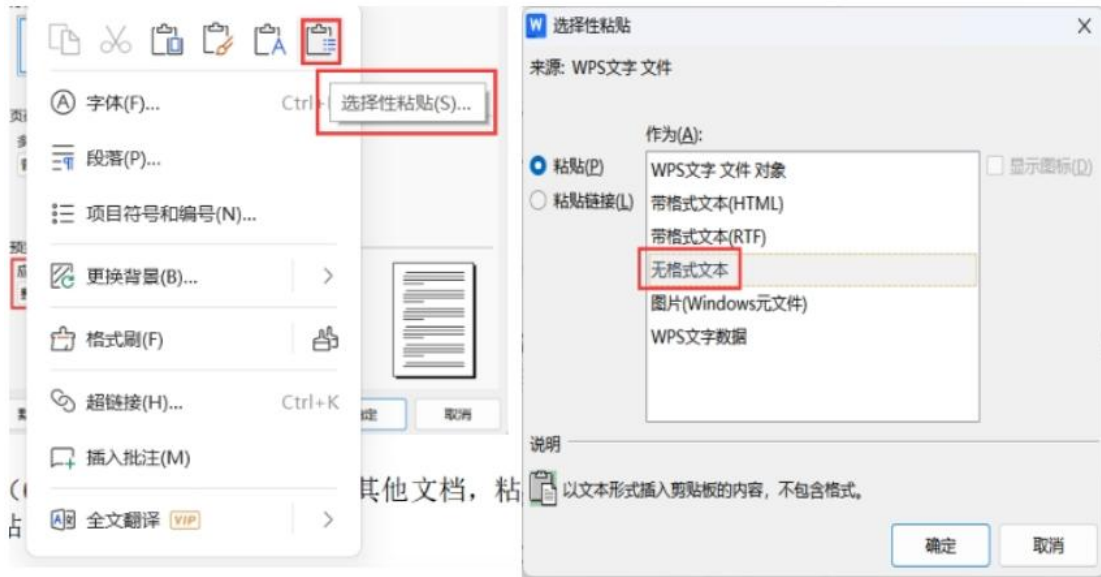 字体(F)...
Ctrl+
选择性粘贴(S)...
段落(P)...
项目符号和编号(N)...
更换背景(B)...
格式刷(F)
超链接(H)...
Ctrl+K
取消
插入批注(M)
其他文档，粘
全文翻译 VIP
W 选择性粘贴
来源: WPS文字 文件
作为(A):
粘贴(P)
粘贴链接(L)
WPS文字 文件 对象
带格式文本(HTML)
带格式文本(RTF)
无格式文本
图片(Windows元文件)
WPS文字数据
显示图标(D)
说明
以文本形式插入剪贴板的内容，不包含格式。
确定
取消